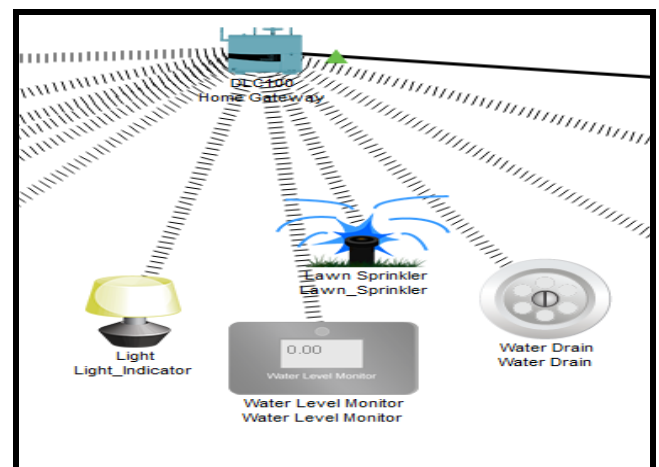 DLC100
Home Gateway
Lawn Sprinkler
Lawn_Sprinkler
Light
Light_Indicator
0.00
Water Level Monitor
Water Level Monitor
Water Level Monitor
Water Drain
Water Drain